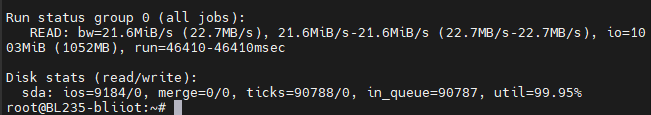 Run status group 0 (all jobs):
READ: bw=21.6MiB/s (22.7MB/s), 21.6MiB/s-21.6MiB/s (22.7MB/s-22.7MB/s), io=10
03MiB (1052MB), run=46410-46410msec
Disk stats (read/write):
sda: ios=9184/0, merge=0/0, ticks=90788/0, in_queue=90787, util=99.95%
root@BL235-bliiot:~#